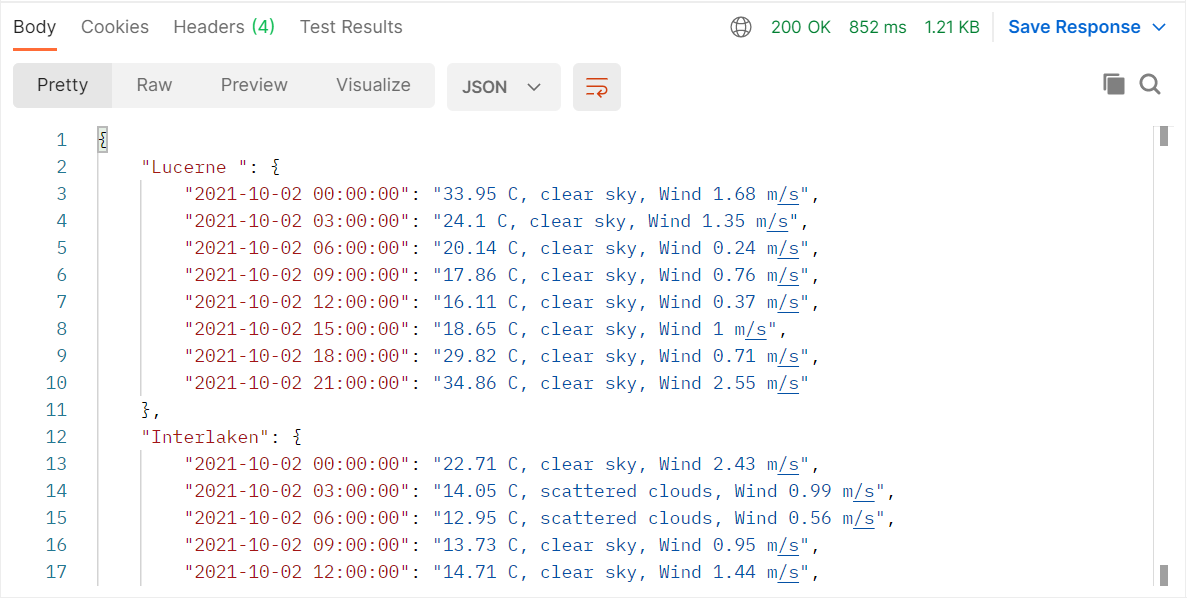 Body Cookies Headers (4) Test Results 200 OK 852 ms 1.21 KB Save Response
Pretty Raw Preview Visualize JSON
1 {
2 "Lucerne ": {
3 "2021-10-02 00:00:00": "33.95 C, clear sky, Wind 1.68 m/s",
4 "2021-10-02 03:00:00": "24.1 C, clear sky, Wind 1.35 m/s",
5 "2021-10-02 06:00:00": "20.14 C, clear sky, Wind 0.24 m/s",
6 "2021-10-02 09:00:00": "17.86 C, clear sky, Wind 0.76 m/s",
7 "2021-10-02 12:00:00": "16.11 C, clear sky, Wind 0.37 m/s",
8 "2021-10-02 15:00:00": "18.65 C, clear sky, Wind 1 m/s",
9 "2021-10-02 18:00:00": "29.82 C, clear sky, Wind 0.71 m/s",
10 "2021-10-02 21:00:00": "34.86 C, clear sky, Wind 2.55 m/s"
11 },
12 "Interlaken": {
13 "2021-10-02 00:00:00": "22.71 C, clear sky, Wind 2.43 m/s",
14 "2021-10-02 03:00:00": "14.05 C, scattered clouds, Wind 0.99 m/s",
15 "2021-10-02 06:00:00": "12.95 C, scattered clouds, Wind 0.56 m/s",
16 "2021-10-02 09:00:00": "13.73 C, clear sky, Wind 0.95 m/s",
17 "2021-10-02 12:00:00": "14.71 C, clear sky, Wind 1.44 m/s",